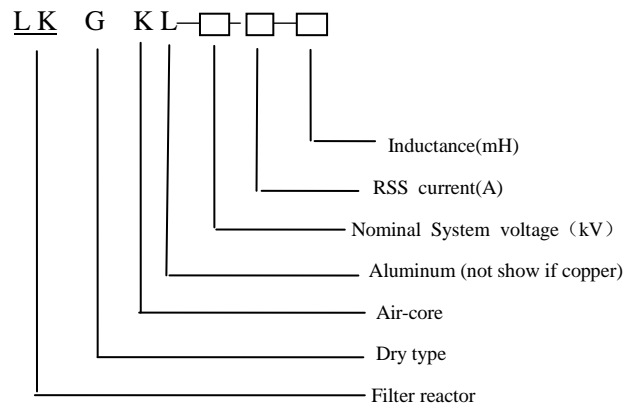 LK G K L—□-□—□
Inductance(mH)
RSS current(A)
Nominal System voltage（kV）
Aluminum (not show if copper)
Air-core
Dry type
Filter reactor